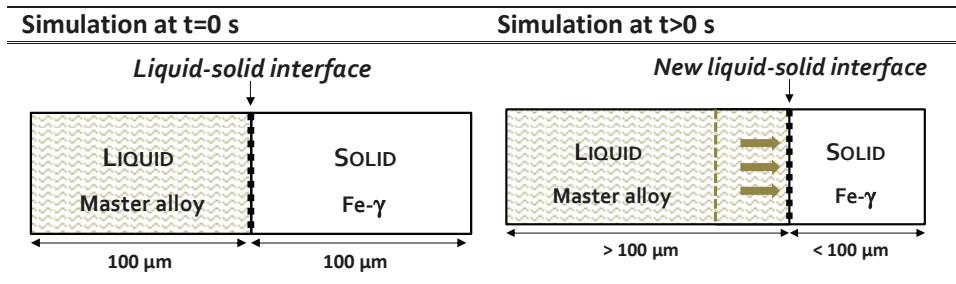 Simulation at t=0 s
Simulation at t>0 s
Liquid-solid interface
New liquid-solid interface
LIQUID
SOLID
LIQUID
SOLID
Master alloy
Fe-γ
Master alloy
Fe-γ
100 µm
100 µm
> 100 µm
< 100 µm